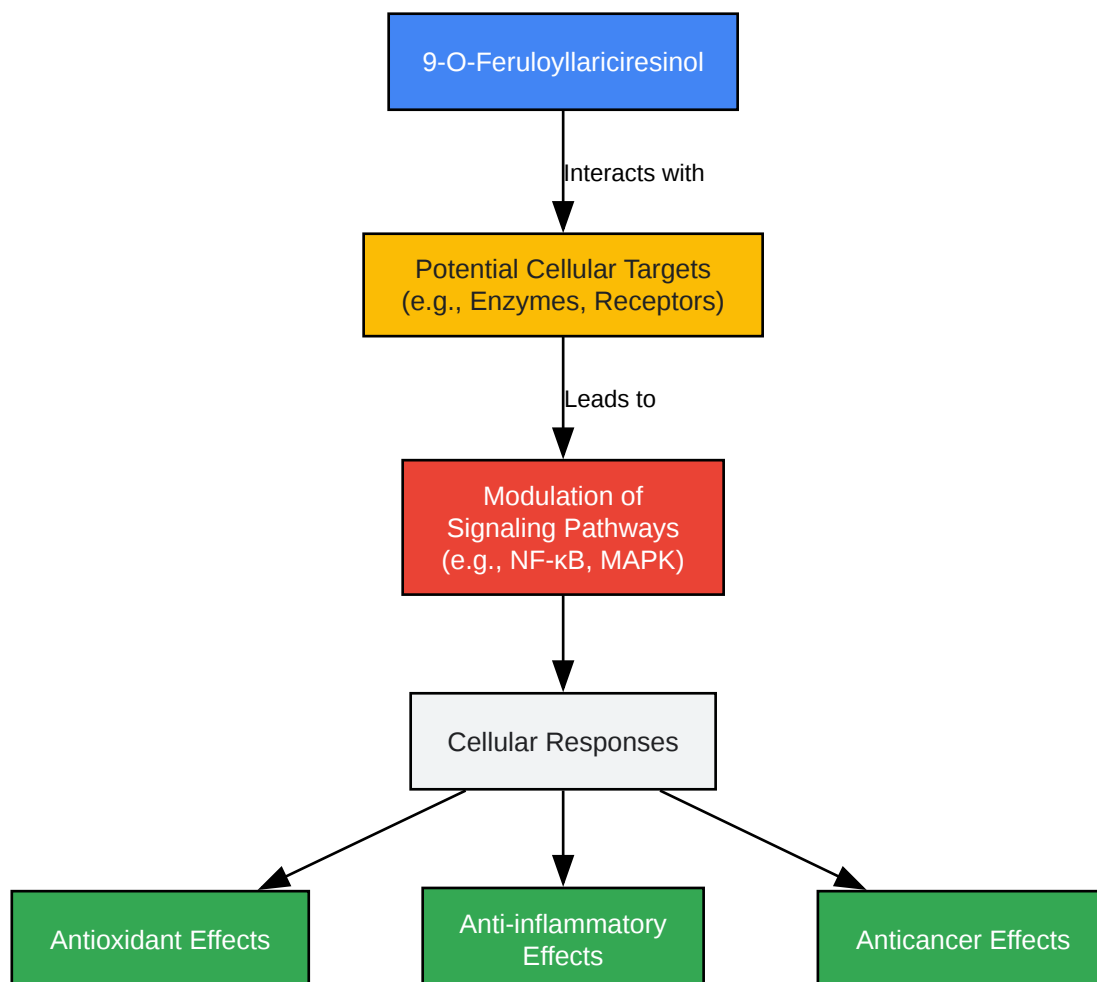 9-O-Feruloyllariciresinol
Interacts with
Potential Cellular Targets
(e.g., Enzymes, Receptors)
Leads to
Modulation of
Signaling Pathways
(e.g., NF-κB, MAPK)
Cellular Responses
Antioxidant Effects
Anti-inflammatory
Effects
Anticancer Effects